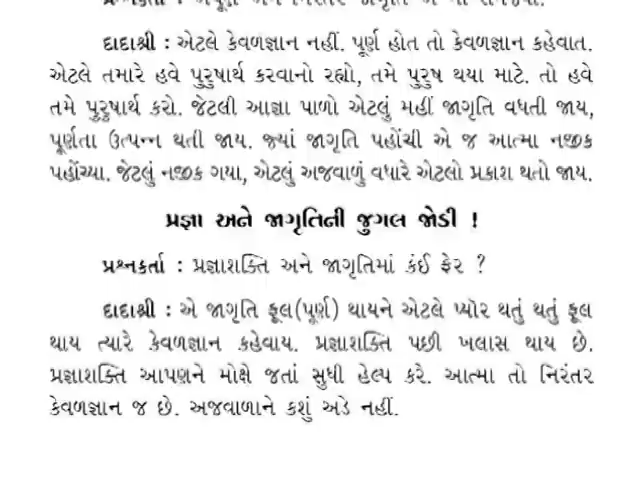 દાદાશ્રી : એટલે કેવળજ્ઞાન નહીં. પૂર્ણ હોત તો કેવળજ્ઞાન કહેવાત.
એટલે તમારે હવે પુરુષાર્થ કરવાનો રહ્યો, તમે પુરુષ થયા માટે. તો હવે
તમે પુરુષાર્થ કરો. જેટલી આજ્ઞા પાળો એટલું મહીં જાગૃતિ વધતી જાય,
પૂર્ણતા ઉત્પન્ન થતી જાય. જ્યાં જાગૃતિ પહોંચી એ જ આત્મા નજીક
પહોંચ્યા. જેટલું નજીક ગયા, એટલું અજવાળું વધારે એટલો પ્રકાશ થતો જાય.
પ્રજ્ઞા અને જાગૃતિની જુગલ જોડી !
પ્રશ્નકર્તા : પ્રજ્ઞાશક્તિ અને જાગૃતિમાં કંઈ ફેર ?
દાદાશ્રી : એ જાગૃતિ ફૂલ(પૂર્ણ) થાયને એટલે પ્યૉર થતું થતું ફૂલ
થાય ત્યારે કેવળજ્ઞાન કહેવાય. પ્રજ્ઞાશક્તિ પછી ખલાસ થાય છે.
પ્રજ્ઞાશક્તિ આપણને મોક્ષે જતાં સુધી હેલ્પ કરે. આત્મા તો નિરંતર
કેવળજ્ઞાન જ છે. અજવાળાને કશું અડે નહીં.